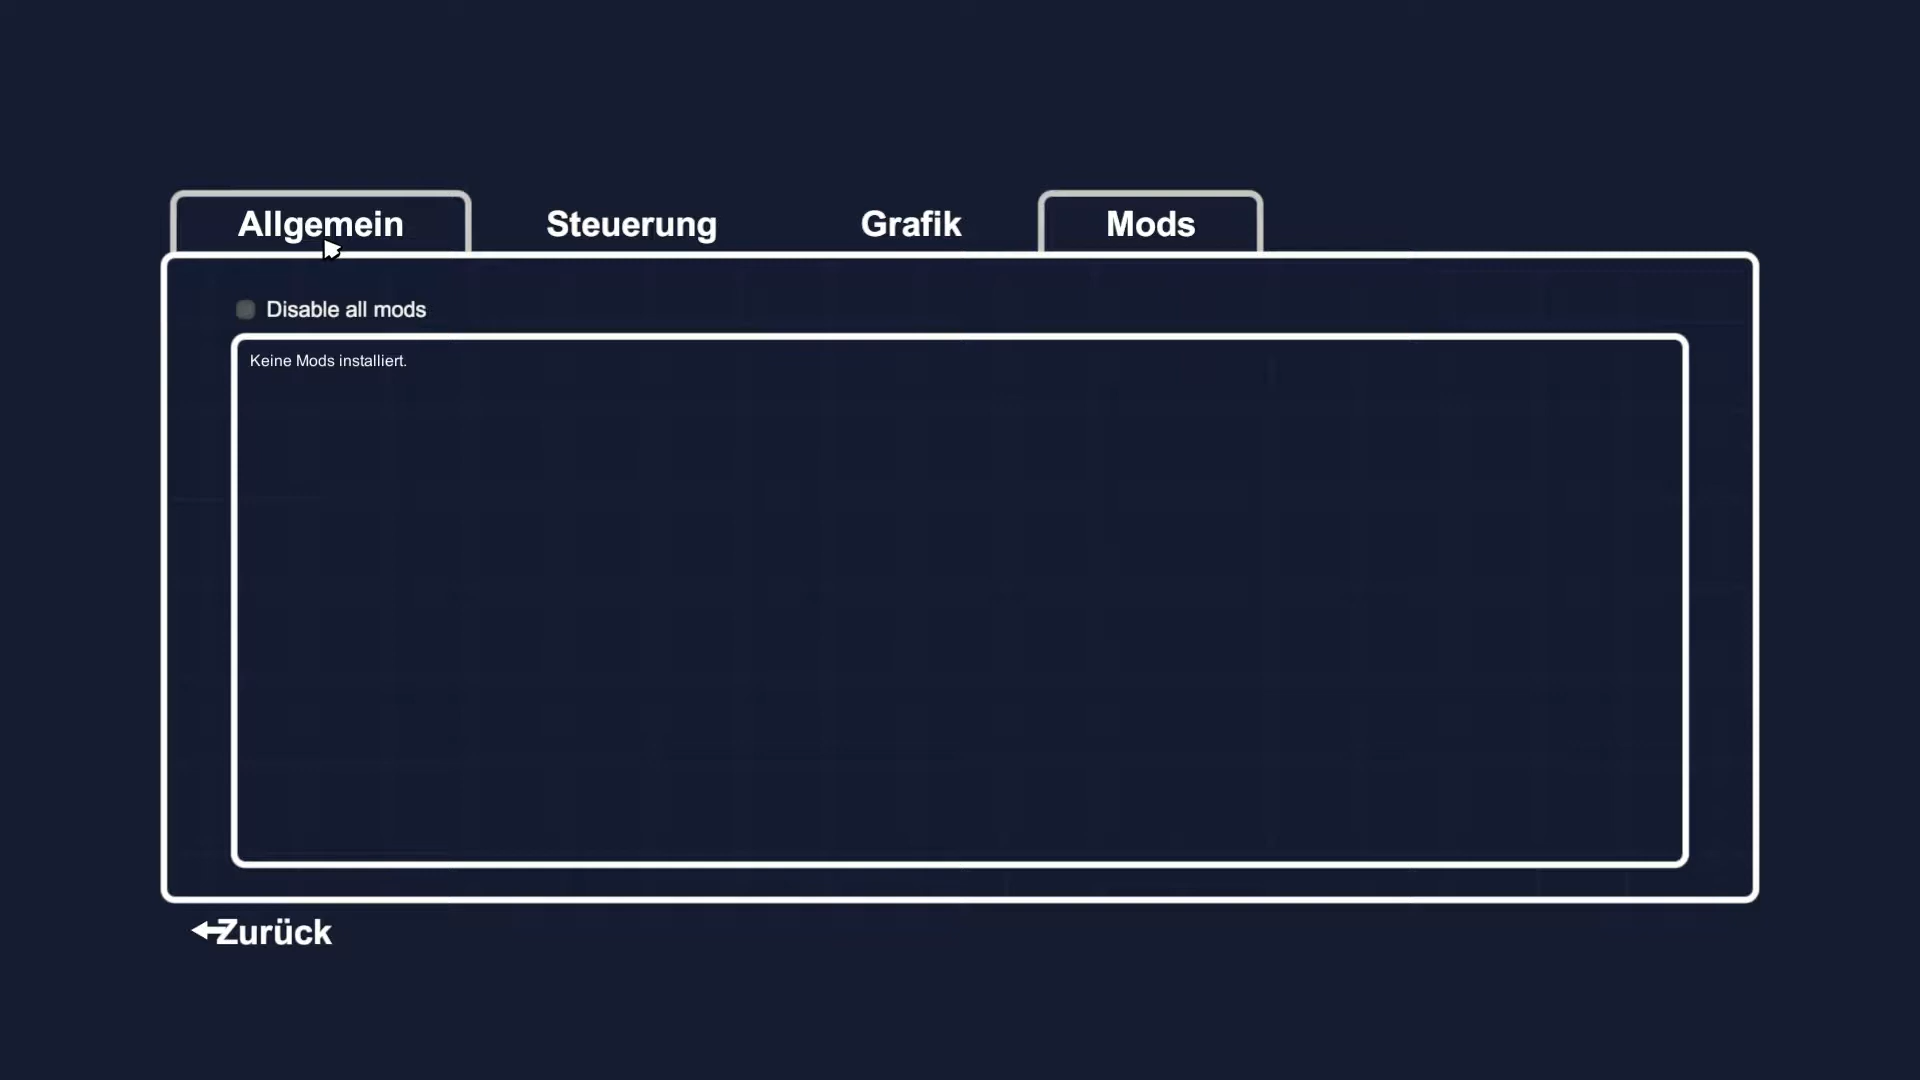 Allgemein Steuerung Grafik Mods
Disable all mods
Keine Mods installiert.
Zurück